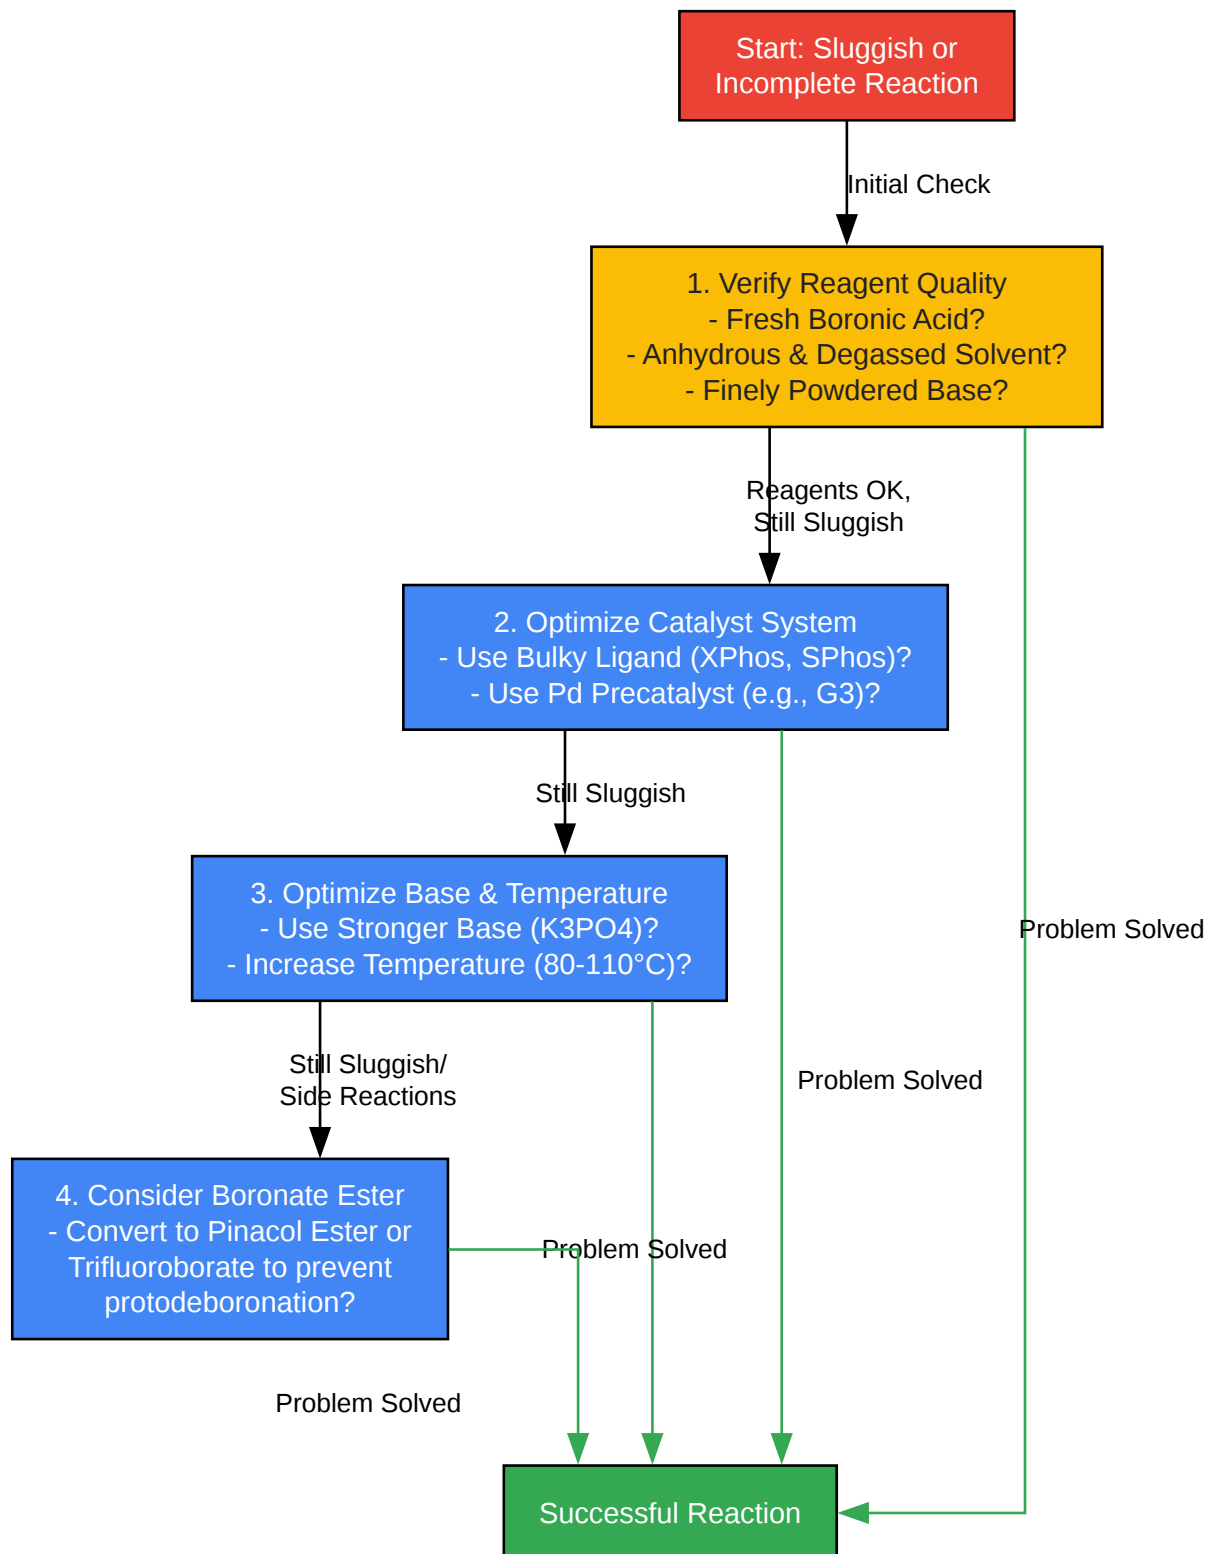 Start: Sluggish or
Incomplete Reaction
Initial Check
1. Verify Reagent Quality
- Fresh Boronic Acid?
- Anhydrous & Degassed Solvent?
- Finely Powdered Base?
Reagents OK,
Still Sluggish
2. Optimize Catalyst System
- Use Bulky Ligand (XPhos, SPhos)?
- Use Pd Precatalyst (e.g., G3)?
Still Sluggish
3. Optimize Base & Temperature
- Use Stronger Base (K3PO4)?
- Increase Temperature (80-110°C)?
Problem Solved
Still Sluggish/
Side Reactions
Problem Solved
4. Consider Boronate Ester
- Convert to Pinacol Ester or
Trifluoroborate to prevent
protodeboronation?
Problem Solved
Problem Solved
Successful Reaction